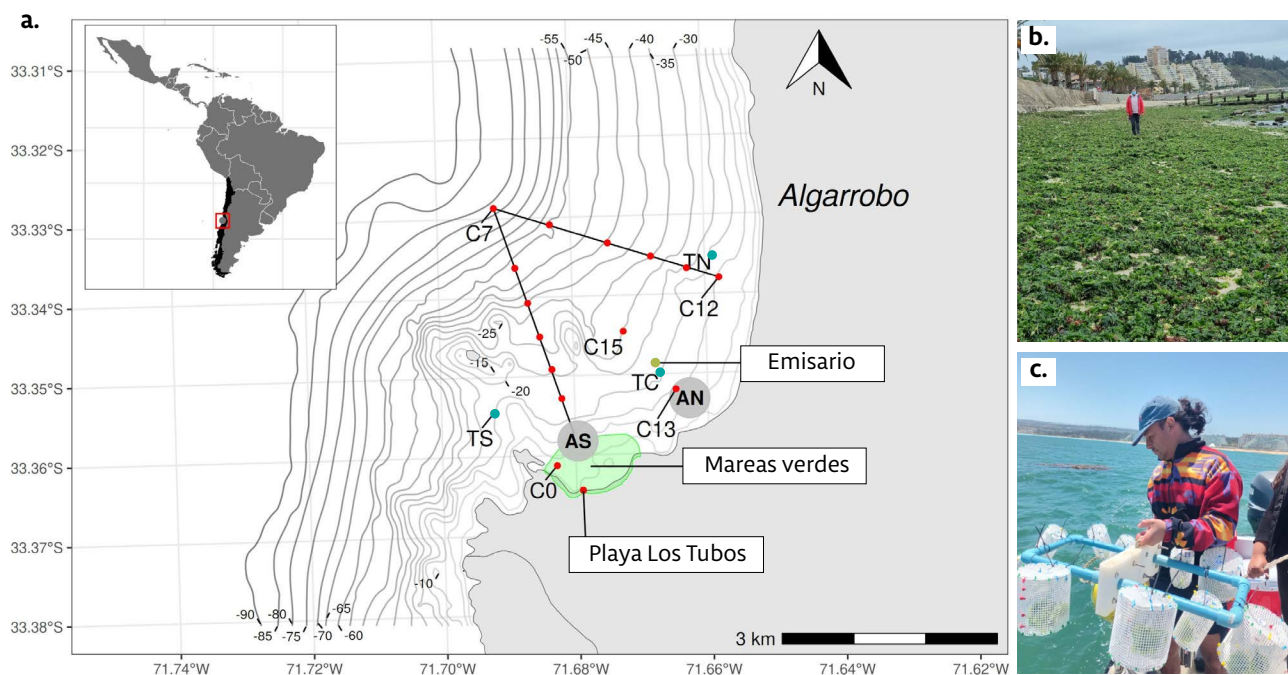 a.
-55
-45
-40
-30
-50
-35
33.31°S
33.32°S
33.33°S
33.34°S
33.35°S
33.36°S
33.37°S
33.38°S
N
Algarrobo
C7
TN
C12
-25
C15
-15
-20
Emisario
TC
AN
C13
TS
AS
Mareas verdes
C0
Playa Los Tubos
-10
-90
-80
-65
-85
-75
-70
-60
3 km
71.74°W
71.72°W
71.70°W
71.68°W
71.66°W
71.64°W
71.62°W
b.
c.